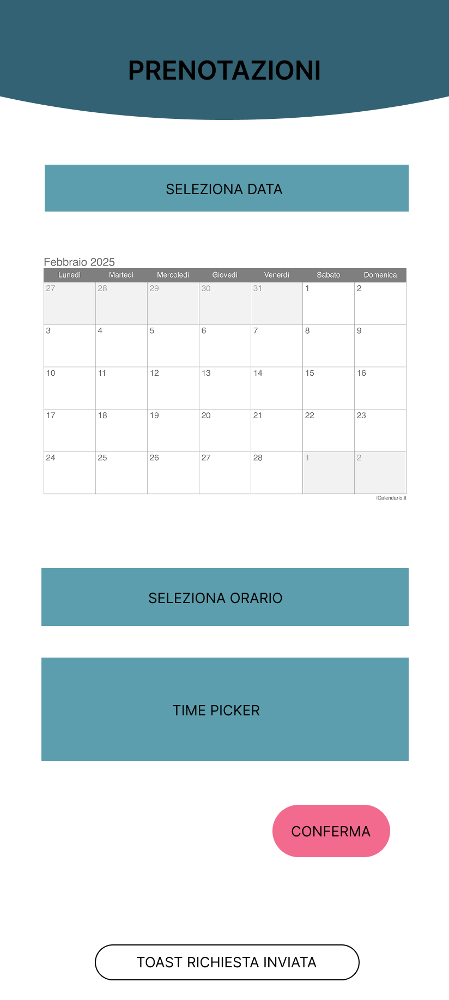 PRENOTAZIONI
SELEZIONA DATA
Febbraio 2025
Lunedì Martedì Mercoledì Giovedì Venerdì Sabato Domenica
27 28 29 30 31 1 2
3 4 5 6 7 8 9
10 11 12 13 14 15 16
17 18 19 20 21 22 23
24 25 26 27 28 1 2
iCalendario.it
SELEZIONA ORARIO
TIME PICKER
CONFERMA
TOAST RICHIESTA INVIATA